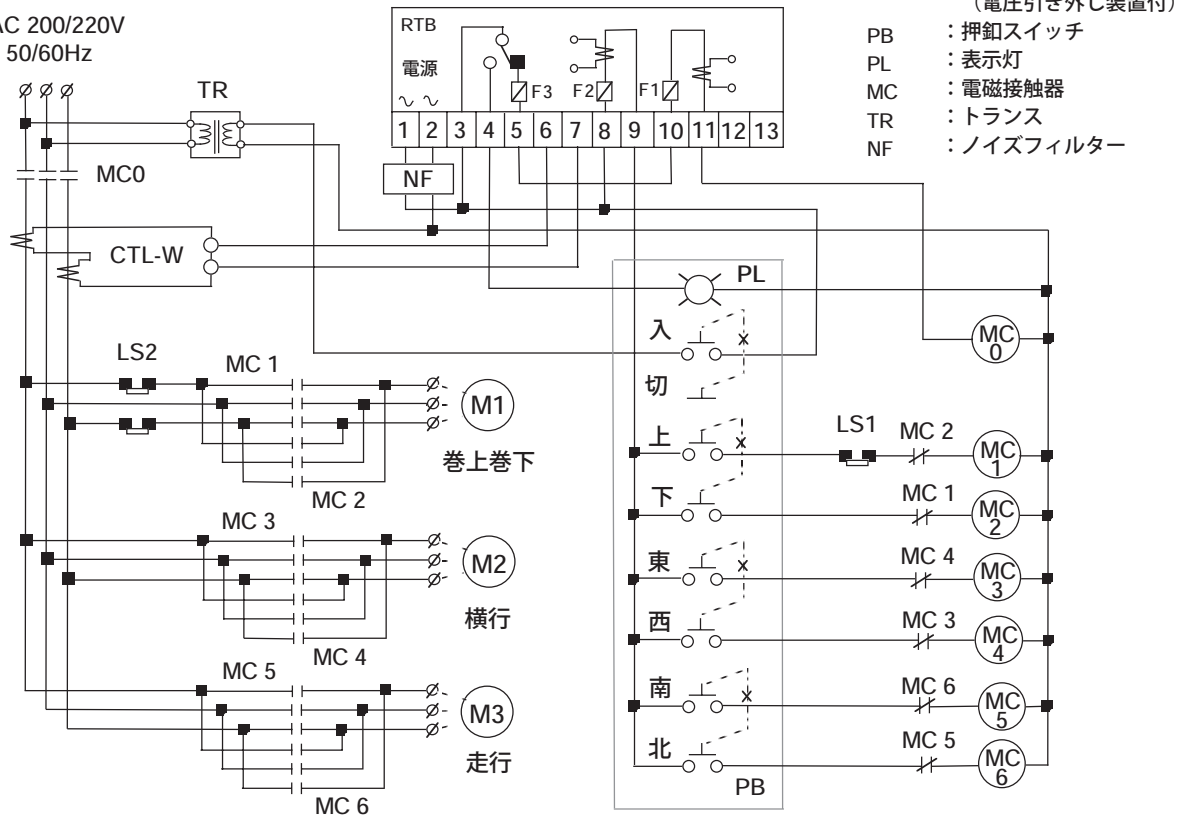 (電圧引き外し装置付)
AC 200/220V
50/60Hz
PB ：押釦スイッチ
PL ：表示灯
MC ：電磁接触器
TR ：トランス
NF ：ノイズフィルター
RTB
電源
F3 F2 F1
1 2 3 4 5 6 7 8 9 10 11 12 13
TR
MC0
NF
CTL-W
PL
入
切
MC 0
LS2
MC 1
M1
巻上巻下
MC 2
上
LS1
MC 2
MC 1
下
MC 1
MC 2
MC 3
M2
横行
MC 4
東
MC 4
MC 3
西
MC 3
MC 4
MC 5
M3
走行
MC 6
南
MC 6
MC 5
北
MC 5
MC 6
PB